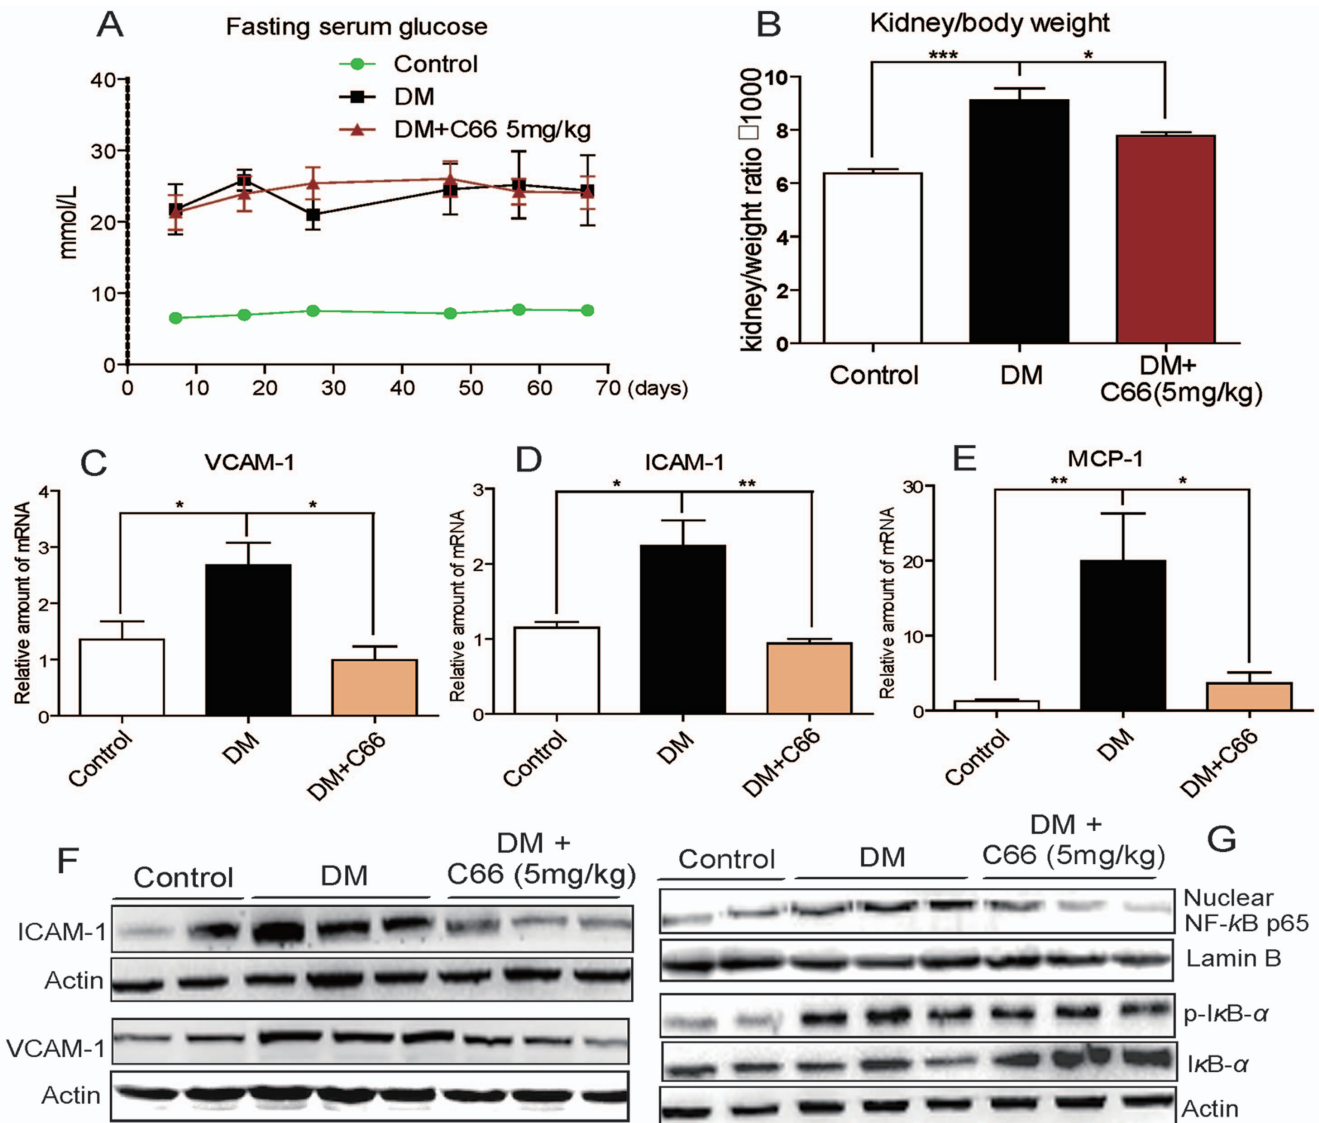 A
Fasting serum glucose
Control
DM
DM+C66 5mg/kg
mmol/L
40
30
20
10
0
0 10 20 30 40 50 60 70 (days)
B
Kidney/body weight
*** *
kidney/weight ratio □1000
10
8
6
4
2
0
Control DM DM+
C66(5mg/kg)
C
VCAM-1
* *
Relative amount of mRNA
4
3
2
1
0
Control DM DM+C66
D
ICAM-1
* **
Relative amount of mRNA
3
2
1
0
Control DM DM+C66
E
MCP-1
** *
Relative amount of mRNA
30
20
10
0
Control DM DM+C66
F
Control DM DM +
C66 (5mg/kg)
ICAM-1
Actin
VCAM-1
Actin
G
Control DM DM +
C66 (5mg/kg)
Nuclear
NF-kB p65
Lamin B
p-IκB-α
IκB-α
Actin